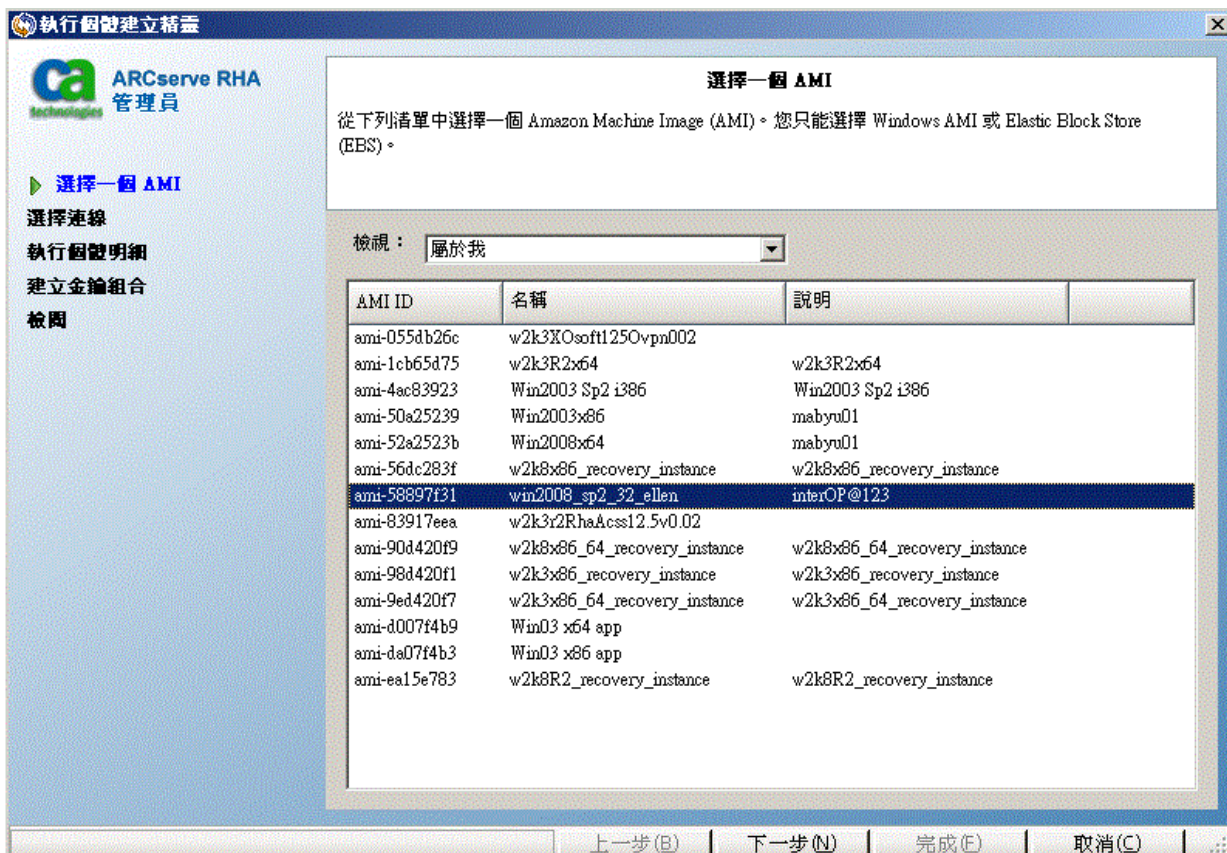 執行個體建立精靈
ca
technologies
ARCserve RHA
管理員
選擇一個 AMI
選擇連線
執行個體明細
建立金鑰組合
檢閱
選擇一個 AMI
從下列清單中選擇一個 Amazon Machine Image (AMI)。您只能選擇 Windows AMI 或 Elastic Block Store
(EBS)。
檢視： 屬於我
AMI ID 名稱 說明
ami-055db26c w2k3XOsoft125Ovpn002
ami-1cb65d75 w2k3R2x64 w2k3R2x64
ami-4ac83923 Win2003 Sp2 i386 Win2003 Sp2 i386
ami-50a25239 Win2003x86 mabyu01
ami-52a2523b Win2008x64 mabyu01
ami-56dc283f w2k8x86_recovery_instance w2k8x86_recovery_instance
ami-58897f31 win2008_sp2_32_ellen interOP@123
ami-83917eea w2k3r2RhaAcss12.5v0.02
ami-90d420f9 w2k8x86_64_recovery_instance w2k8x86_64_recovery_instance
ami-98d420f1 w2k3x86_recovery_instance w2k3x86_recovery_instance
ami-9ed420f7 w2k3x86_64_recovery_instance w2k3x86_64_recovery_instance
ami-d007f4b9 Win03 x64 app
ami-da07f4b3 Win03 x86 app
ami-ea15e783 w2k8R2_recovery_instance w2k8R2_recovery_instance
上一步(B) 下一步(N) 完成(F) 取消(C)